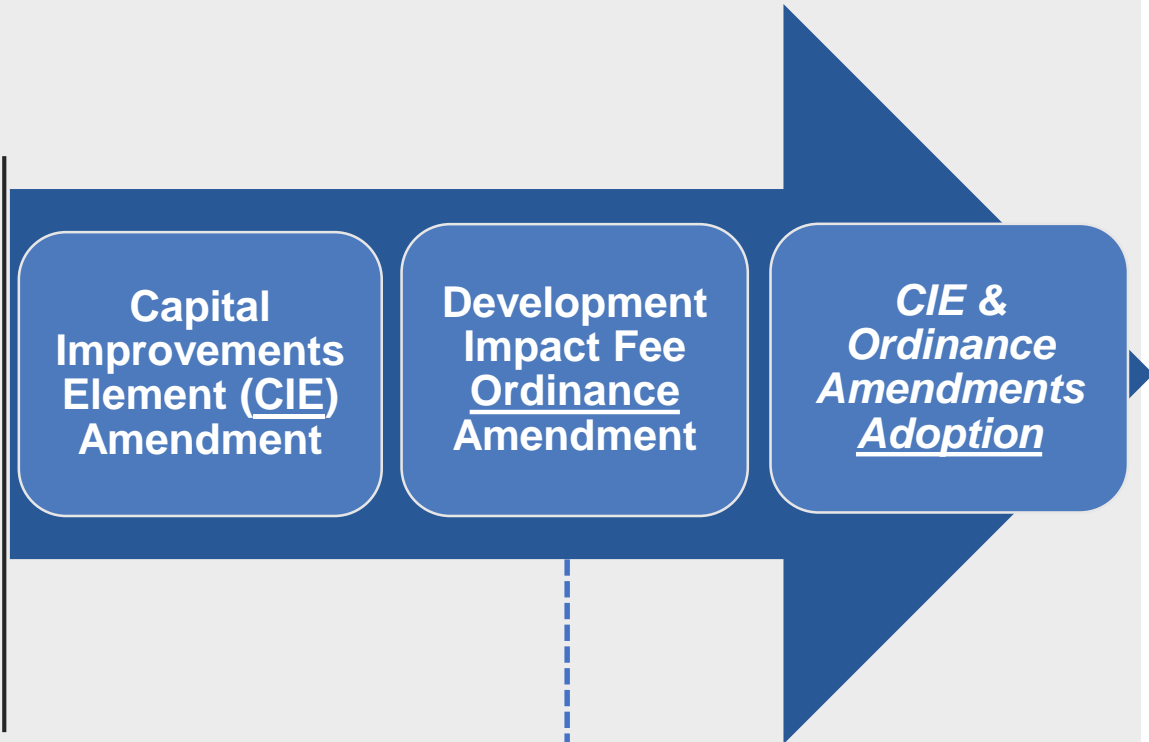 Capital
Improvements
Element (CIE)
Amendment
Development
Impact Fee
Ordinance
Amendment
CIE &
Ordinance
Amendments
Adoption